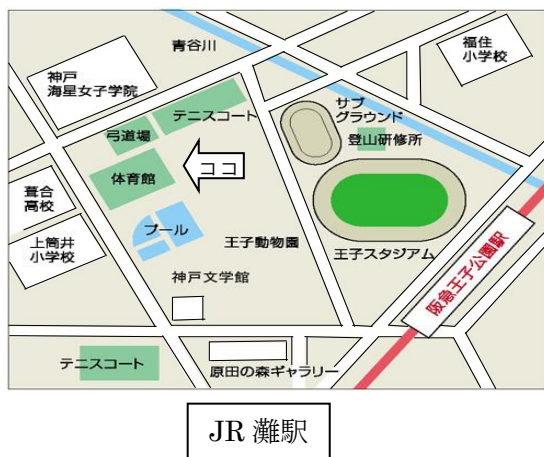 青谷川
福住
小学校
神戸
海星女子学院
テニスコート
サブ
グラウンド
弓道場
登山研修所
ココ
体育館
葺合
高校
プール
上筒井
小学校
王子動物園
王子スタジアム
阪急王子公園駅
神戸文学館
テニスコート
原田の森ギャラリー
JR 灘駅